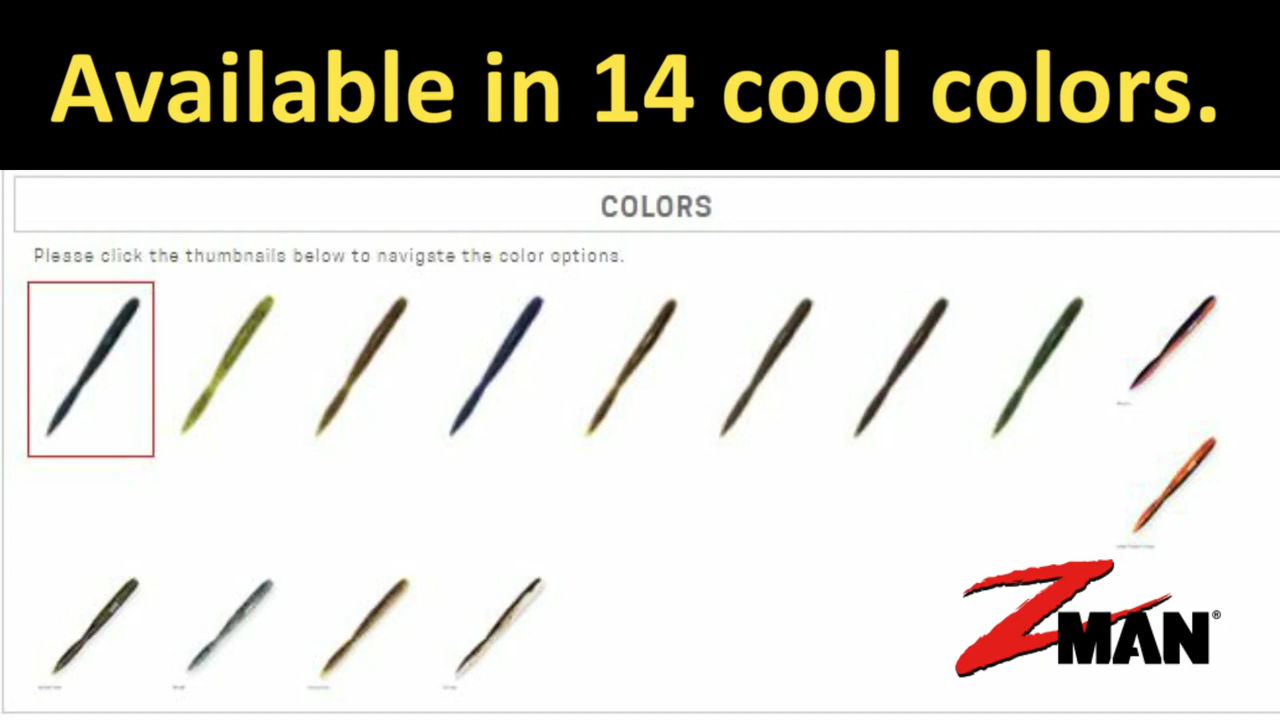 Available in 14 cool colors.
COLORS
Please click the thumbnails below to navigate the color options.
ZMAN®